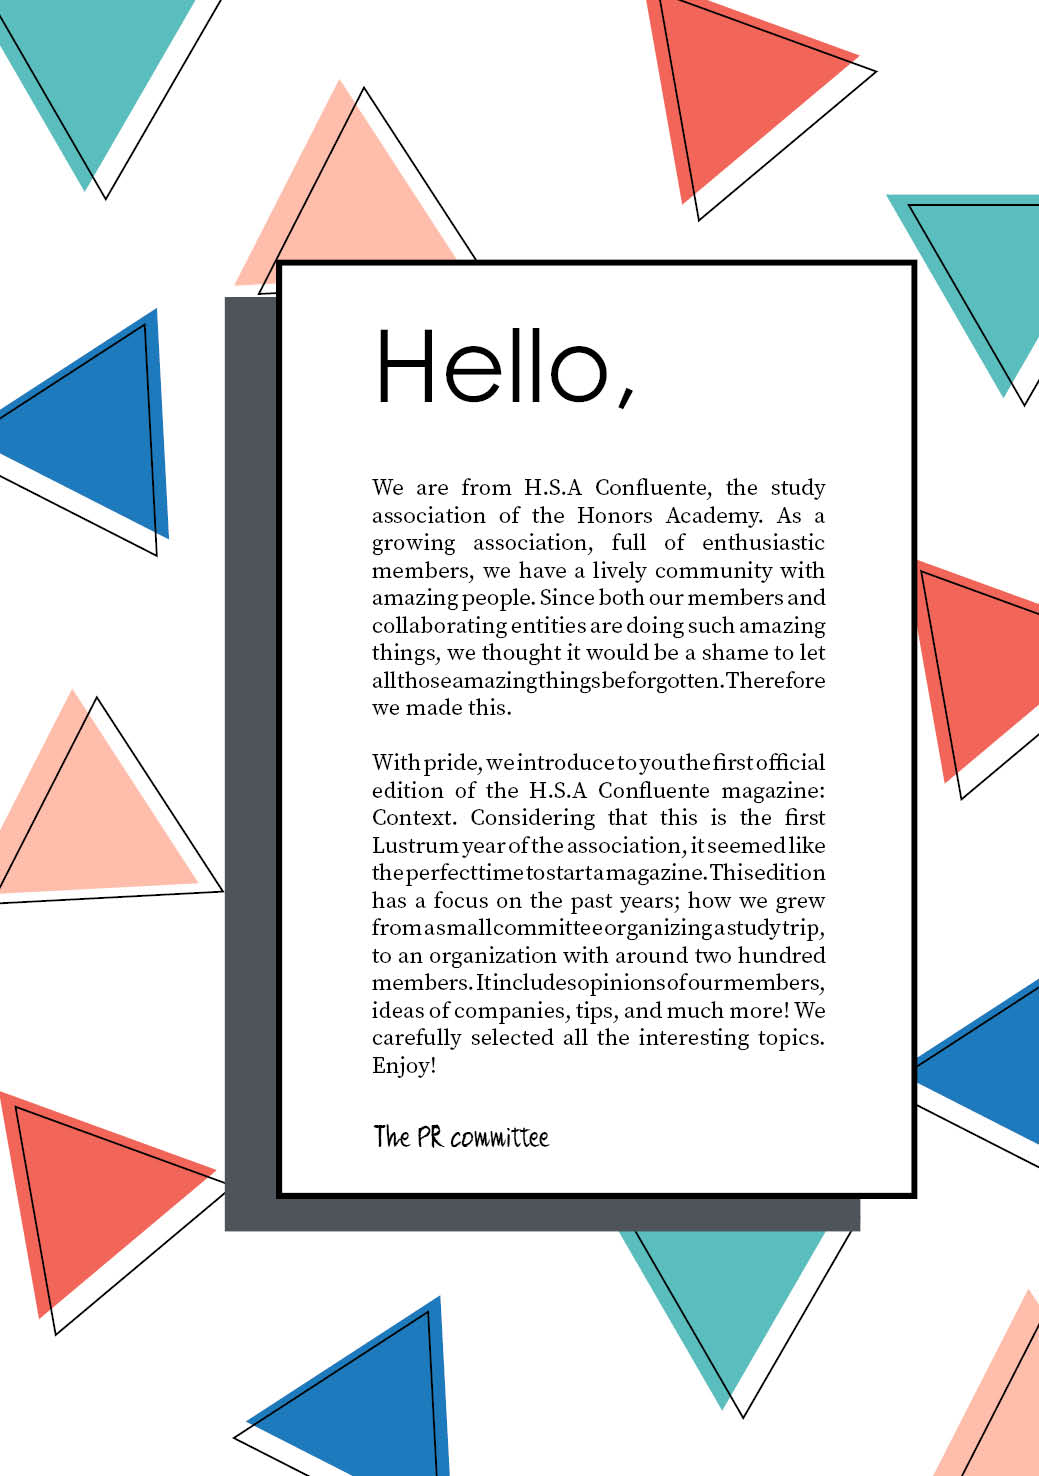 Hello,
We are from H.S.A Confluente, the study
association of the Honors Academy. As a
growing association, full of enthusiastic
members, we have a lively community with
amazing people. Since both our members and
collaborating entities are doing such amazing
things, we thought it would be a shame to let
all those amazing things be forgotten. Therefore
we made this.
With pride, we introduce to you the first official
edition of the H.S.A Confluente magazine:
Context. Considering that this is the first
Lustrum year of the association, it seemed like
the perfect time to start a magazine. This edition
has a focus on the past years; how we grew
from a small committee organizing a study trip,
to an organization with around two hundred
members. It includes opinions of our members,
ideas of companies, tips, and much more! We
carefully selected all the interesting topics.
Enjoy!
The PR committee